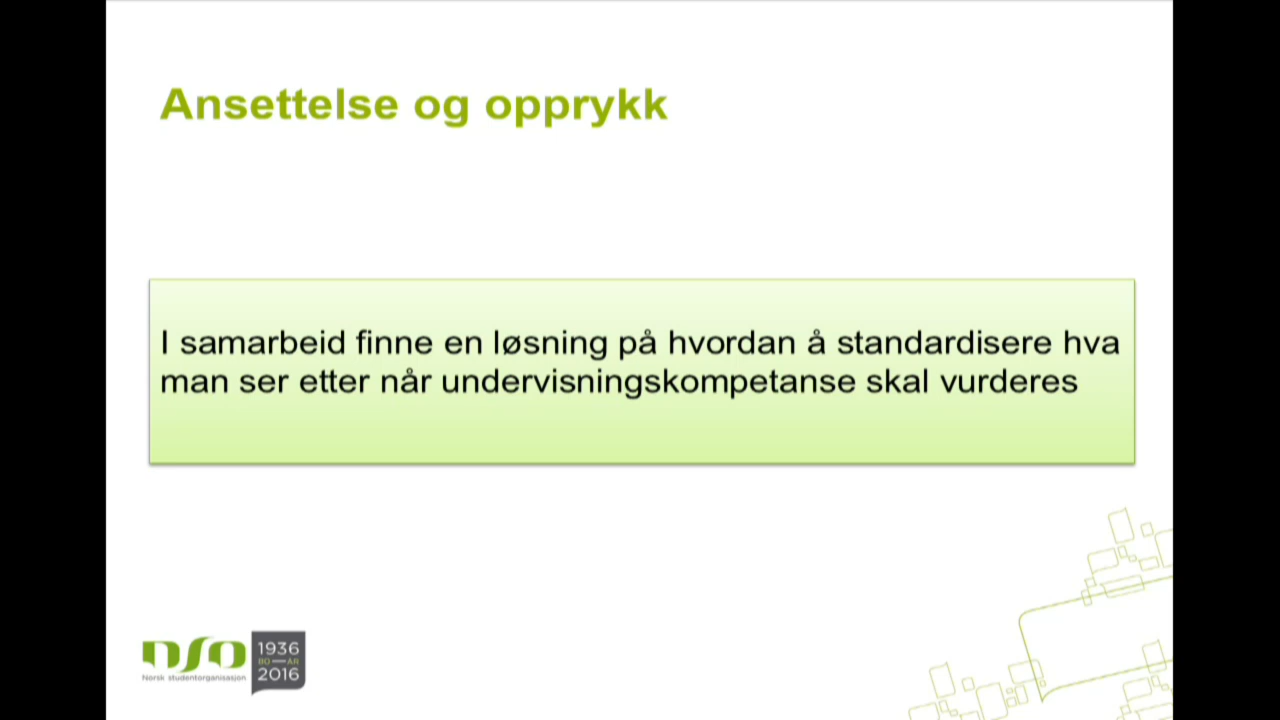 Ansettelse og opprykk
I samarbeid finne en løsning på hvordan å standardisere hva
man ser etter når undervisningskompetanse skal vurderes
nso
Norsk studentorganisasjon
1936
80 — ÅR
2016